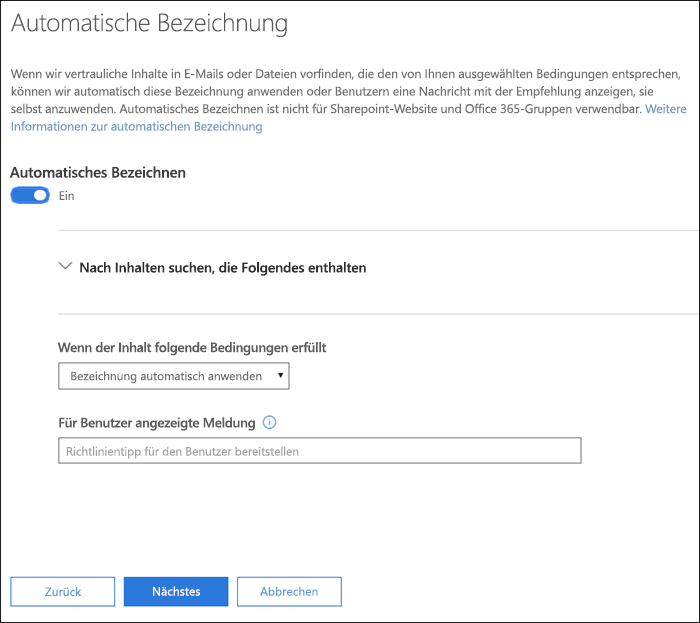 Automatische Bezeichnung
Wenn wir vertrauliche Inhalte in E-Mails oder Dateien vorfinden, die den von Ihnen ausgewählten Bedingungen entsprechen,
können wir automatisch diese Bezeichnung anwenden oder Benutzern eine Nachricht mit der Empfehlung anzeigen, sie
selbst anzuwenden. Automatisches Bezeichnen ist nicht für Sharepoint-Website und Office 365-Gruppen verwendbar. Weitere
Informationen zur automatischen Bezeichnung
Automatisches Bezeichnen
Ein
Nach Inhalten suchen, die Folgendes enthalten
Wenn der Inhalt folgende Bedingungen erfüllt
Bezeichnung automatisch anwenden
Für Benutzer angezeigte Meldung
Richtlinientipp für den Benutzer bereitstellen
Zurück Nächstes Abbrechen